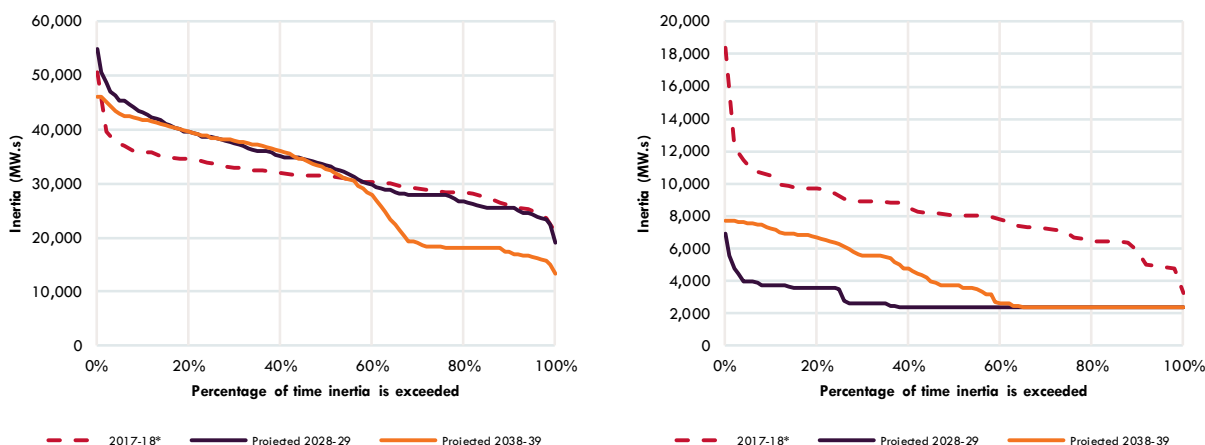 60,000
50,000
40,000
30,000
20,000
10,000
0
Inertia (MW.s)
0% 20% 40% 60% 80% 100%
Percentage of time inertia is exceeded
2017-18* Projected 2028-29 Projected 2038-39
20,000
18,000
16,000
14,000
12,000
10,000
8,000
6,000
4,000
2,000
0
Inertia (MW.s)
0% 20% 40% 60% 80% 100%
Percentage of time inertia is exceeded
2017-18* Projected 2028-29 Projected 2038-39